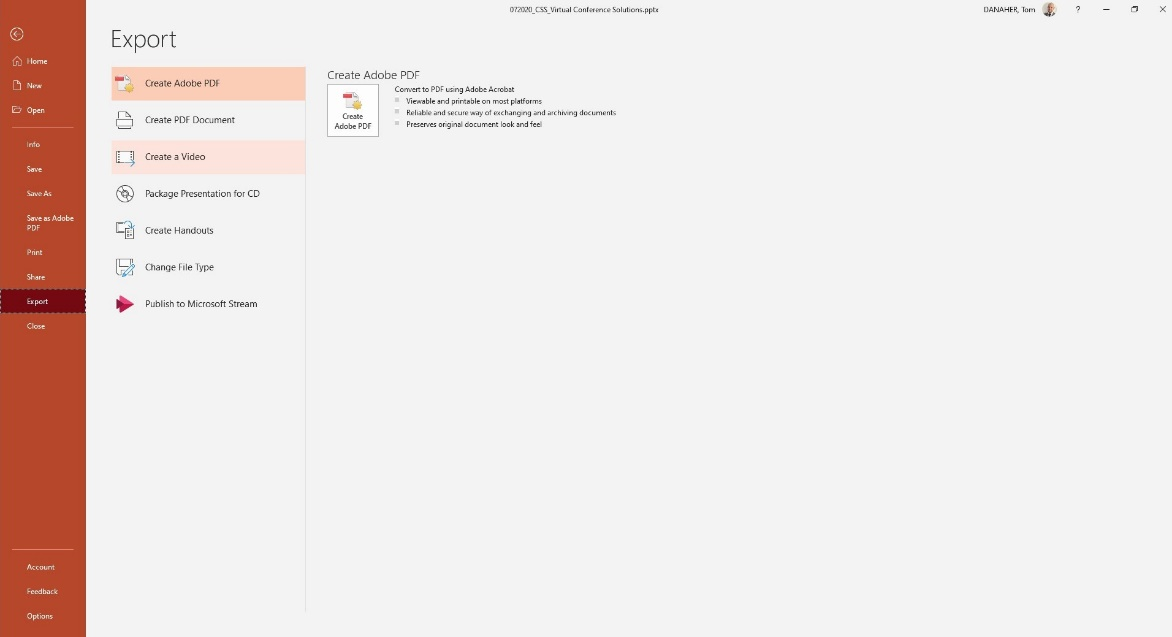 072020_CSS_Virtual Conference Solutions.pptx
DANAHER, Tom
?
Home
New
Open
Info
Save
Save As
Save as Adobe
PDF
Print
Share
Export
Close
Account
Feedback
Options
Export
Create Adobe PDF
Create PDF Document
Create a Video
Package Presentation for CD
Create Handouts
Change File Type
Publish to Microsoft Stream
Create Adobe PDF
Create
Adobe PDF
Convert to PDF using Adobe Acrobat
Viewable and printable on most platforms
Reliable and secure way of exchanging and archiving documents
Preserves original document look and feel